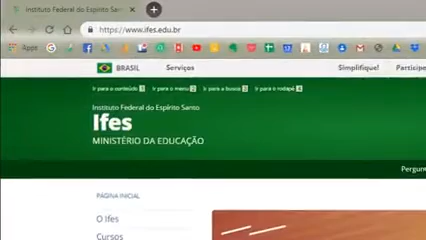 Instituto Federal do Espírito San
https://www.ifes.edu.br
Apps
BRASIL Serviços Simplifique! Particip
Ir para o conteúdo 1 Ir para o menu 2 Ir para a busca 3 Ir para o rodapé 4
Instituto Federal do Espírito Santo
Ifes
MINISTÉRIO DA EDUCAÇÃO
Pergun
PÁGINA INICIAL
O Ifes
Cursos